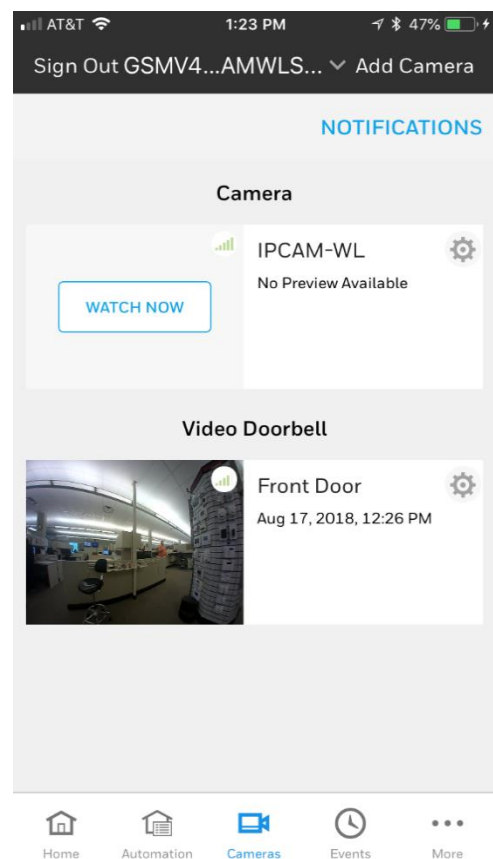 AT&T 1:23 PM 47%
Sign Out GSMV4...AMWLS... Add Camera
NOTIFICATIONS
Camera
IPCAM-WL
No Preview Available
WATCH NOW
Video Doorbell
Front Door
Aug 17, 2018, 12:26 PM
Home Automation Cameras Events More